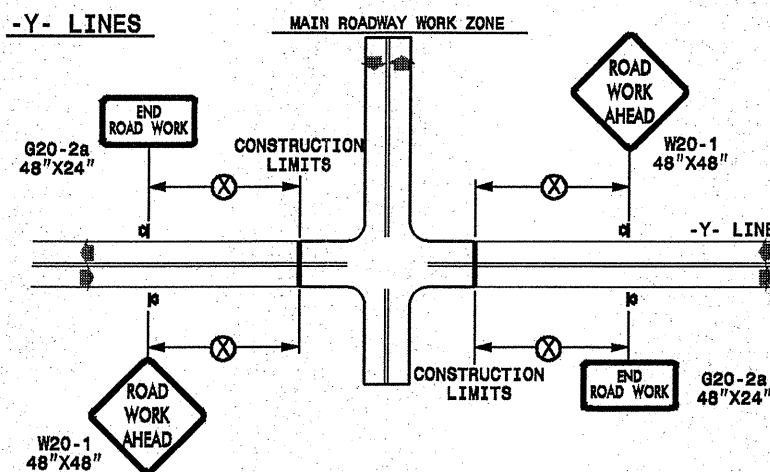 -Y- LINES
MAIN ROADWAY WORK ZONE
END
ROAD WORK
G20-2a
48"X24"
CONSTRUCTION
LIMITS
X
X
ROAD
WORK
AHEAD
W20-1
48"X48"
-Y- LINE
X
X
ROAD
WORK
AHEAD
W20-1
48"X48"
CONSTRUCTION
LIMITS
END
ROAD WORK
G20-2a
48"X24"